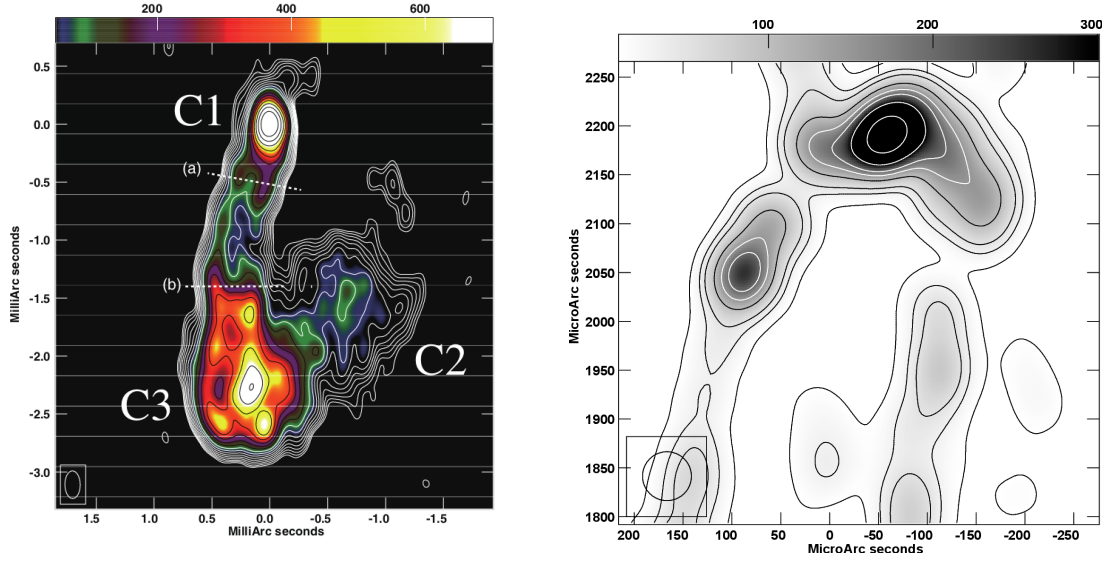 200 400 600
0.5
C1
0.0
(a)
-0.5
-1.0
(b)
-1.5
-2.0
C2
C3
-2.5
-3.0
1.5 1.0 0.5 0.0 -0.5 -1.0 -1.5
MilliArc seconds
MilliArc seconds
100 200 300
2250
2200
2150
2100
2050
2000
1950
1900
1850
1800
200 150 100 50 0 -50 -100 -150 -200 -250
MicroArc seconds
MicroArc seconds